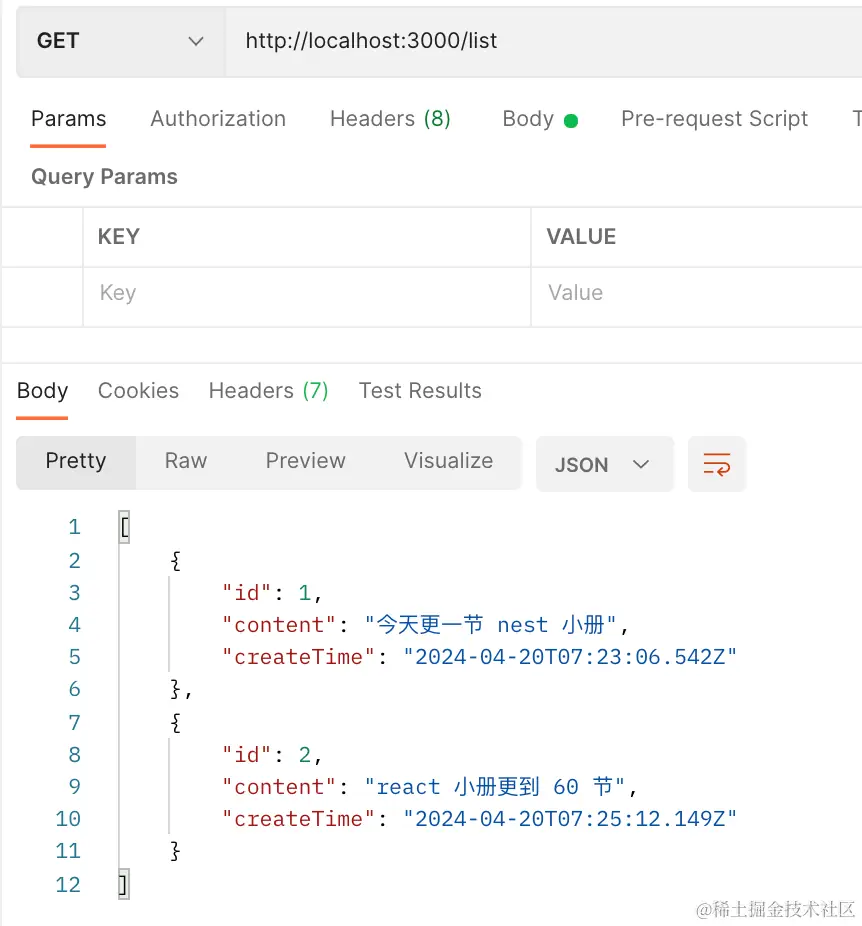 GET http://localhost:3000/list
Params Authorization Headers (8) Body Pre-request Script T
Query Params
KEY VALUE
Key Value
Body Cookies Headers (7) Test Results
Pretty Raw Preview Visualize JSON
1 [
2 {
3 "id": 1,
4 "content": "今天更一节 nest 小册",
5 "createTime": "2024-04-20T07:23:06.542Z"
6 },
7 {
8 "id": 2,
9 "content": "react 小册更到 60 节",
10 "createTime": "2024-04-20T07:25:12.149Z"
11 }
12 ]
@稀土掘金技术社区